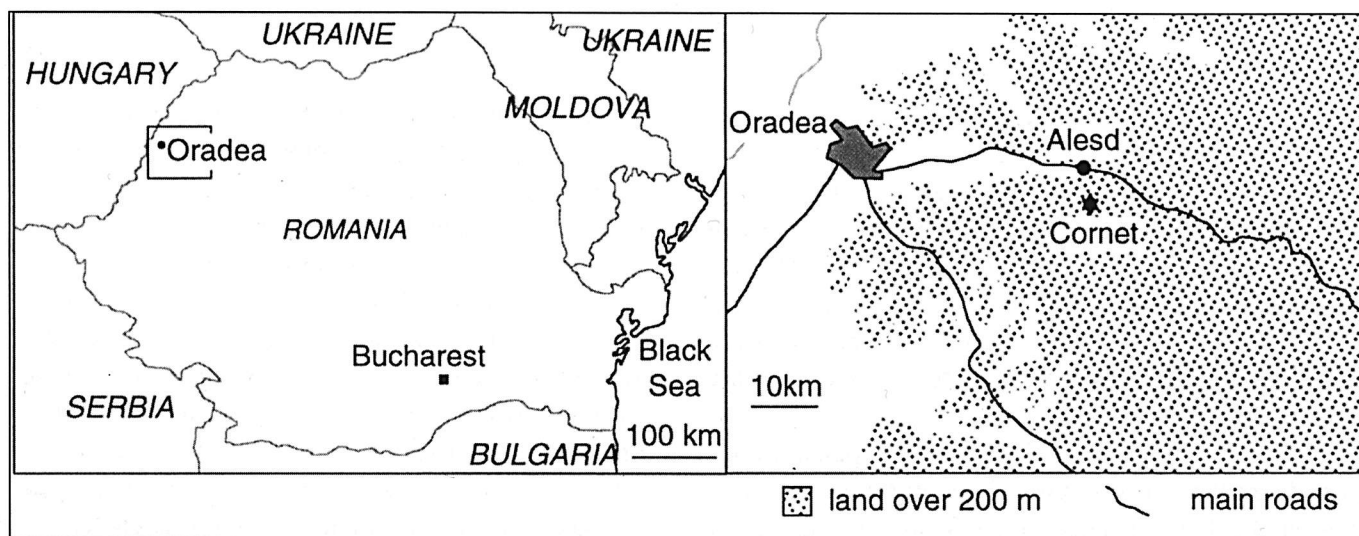 UKRAINE
UKRAINE
HUNGARY
MOLDOVA
Oradea
ROMANIA
Bucharest
Black
Sea
SERBIA
100 km
BULGARIA
Oradea
Alesd
Cornet
10km
land over 200 m
main roads